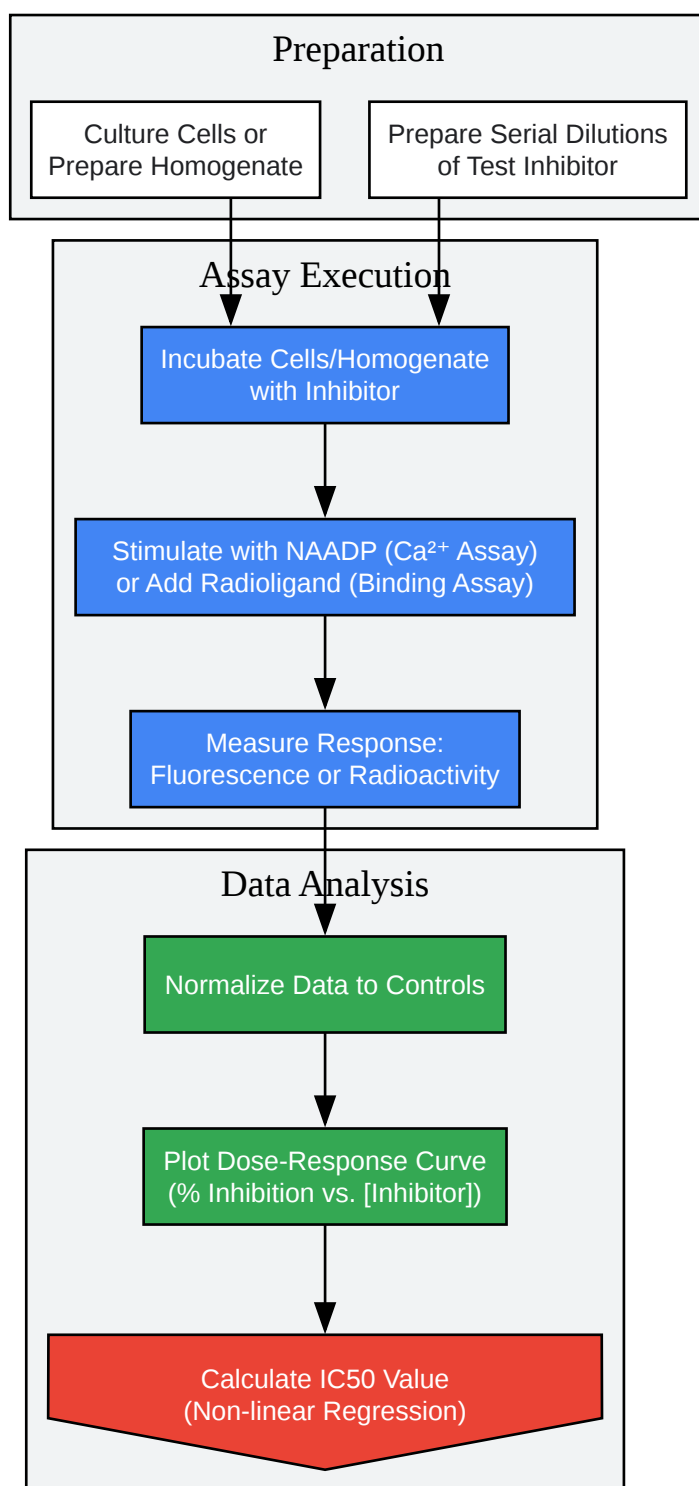 Preparation
Culture Cells or
Prepare Homogenate
Prepare Serial Dilutions
of Test Inhibitor
Assay Execution
Incubate Cells/Homogenate
with Inhibitor
Stimulate with NAADP (Ca²⁺ Assay)
or Add Radioligand (Binding Assay)
Measure Response:
Fluorescence or Radioactivity
Data Analysis
Normalize Data to Controls
Plot Dose-Response Curve
(% Inhibition vs. [Inhibitor])
Calculate IC50 Value
(Non-linear Regression)